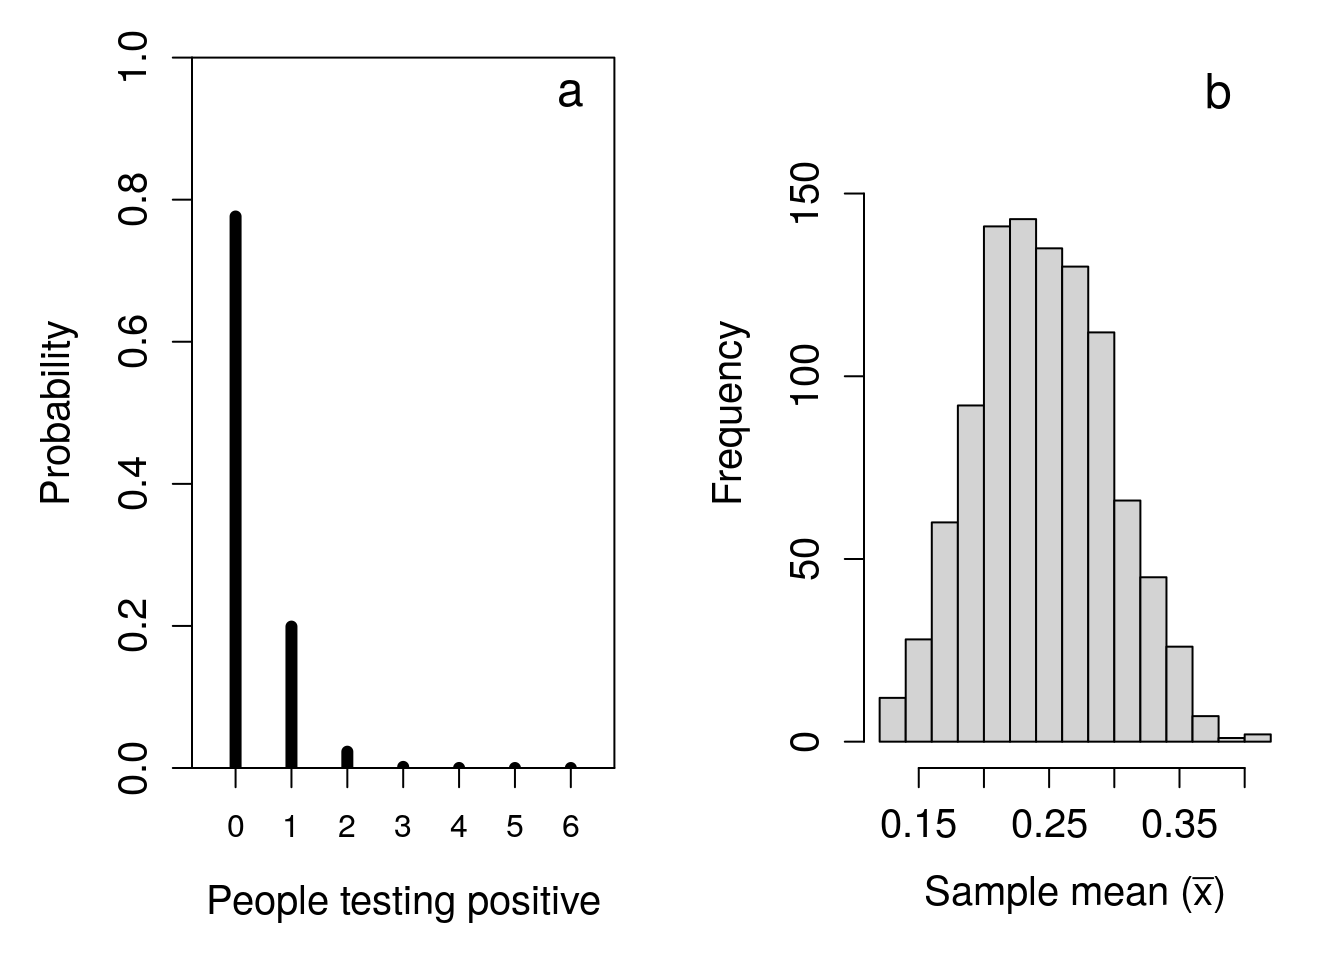 a
1.0
0.8
0.6
0.4
0.2
0.0
Probability
0 1 2 3 4 5 6
People testing positive
b
150
100
50
0
Frequency
0.15 0.25 0.35
Sample mean (x̅)